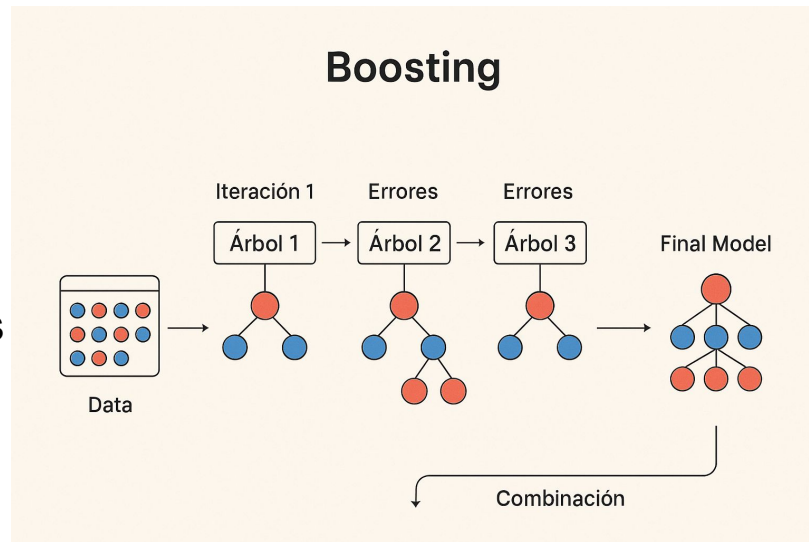 Boosting
Iteración 1
Errores
Errores
Árbol 1
Árbol 2
Árbol 3
Final Model
s
Data
Combinación